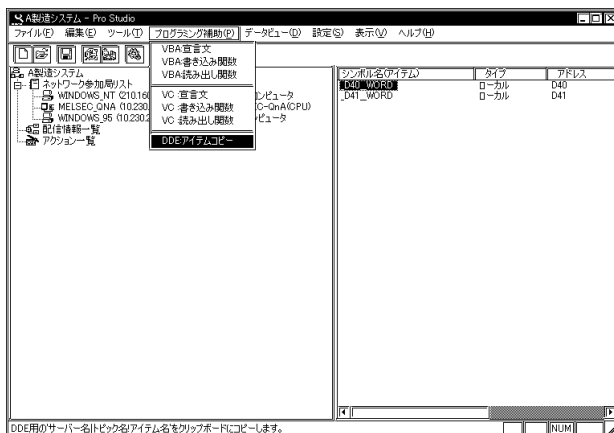 A製造システム - Pro Studio
ファイル(F) 編集(E) ツール(T) プログラミング補助(P) データビュー(D) 設定(S) 表示(V) ヘルプ(H)
VBA:宣言文
VBA:書き込み関数
VBA:読み出し関数
VC :宣言文
VC :書き込み関数
VC :読み出し関数
DDE:アイテムコピー
A製造システム
ネットワーク参加局リスト
WINDOWS_NT (210.16 ンピュータ
MELSEC_QNA (10.230. C-QnA(CPU)
WINDOWS_95 (10.230.2 ピュータ
配信情報一覧
アクション一覧
シンボル名(アイテム) タイプ アドレス
_D40_WORD ローカル D40
_D41_WORD ローカル D41
DDE用の'サーバー名|トピック名!アイテム名'をクリップボードにコピーします。 NUM